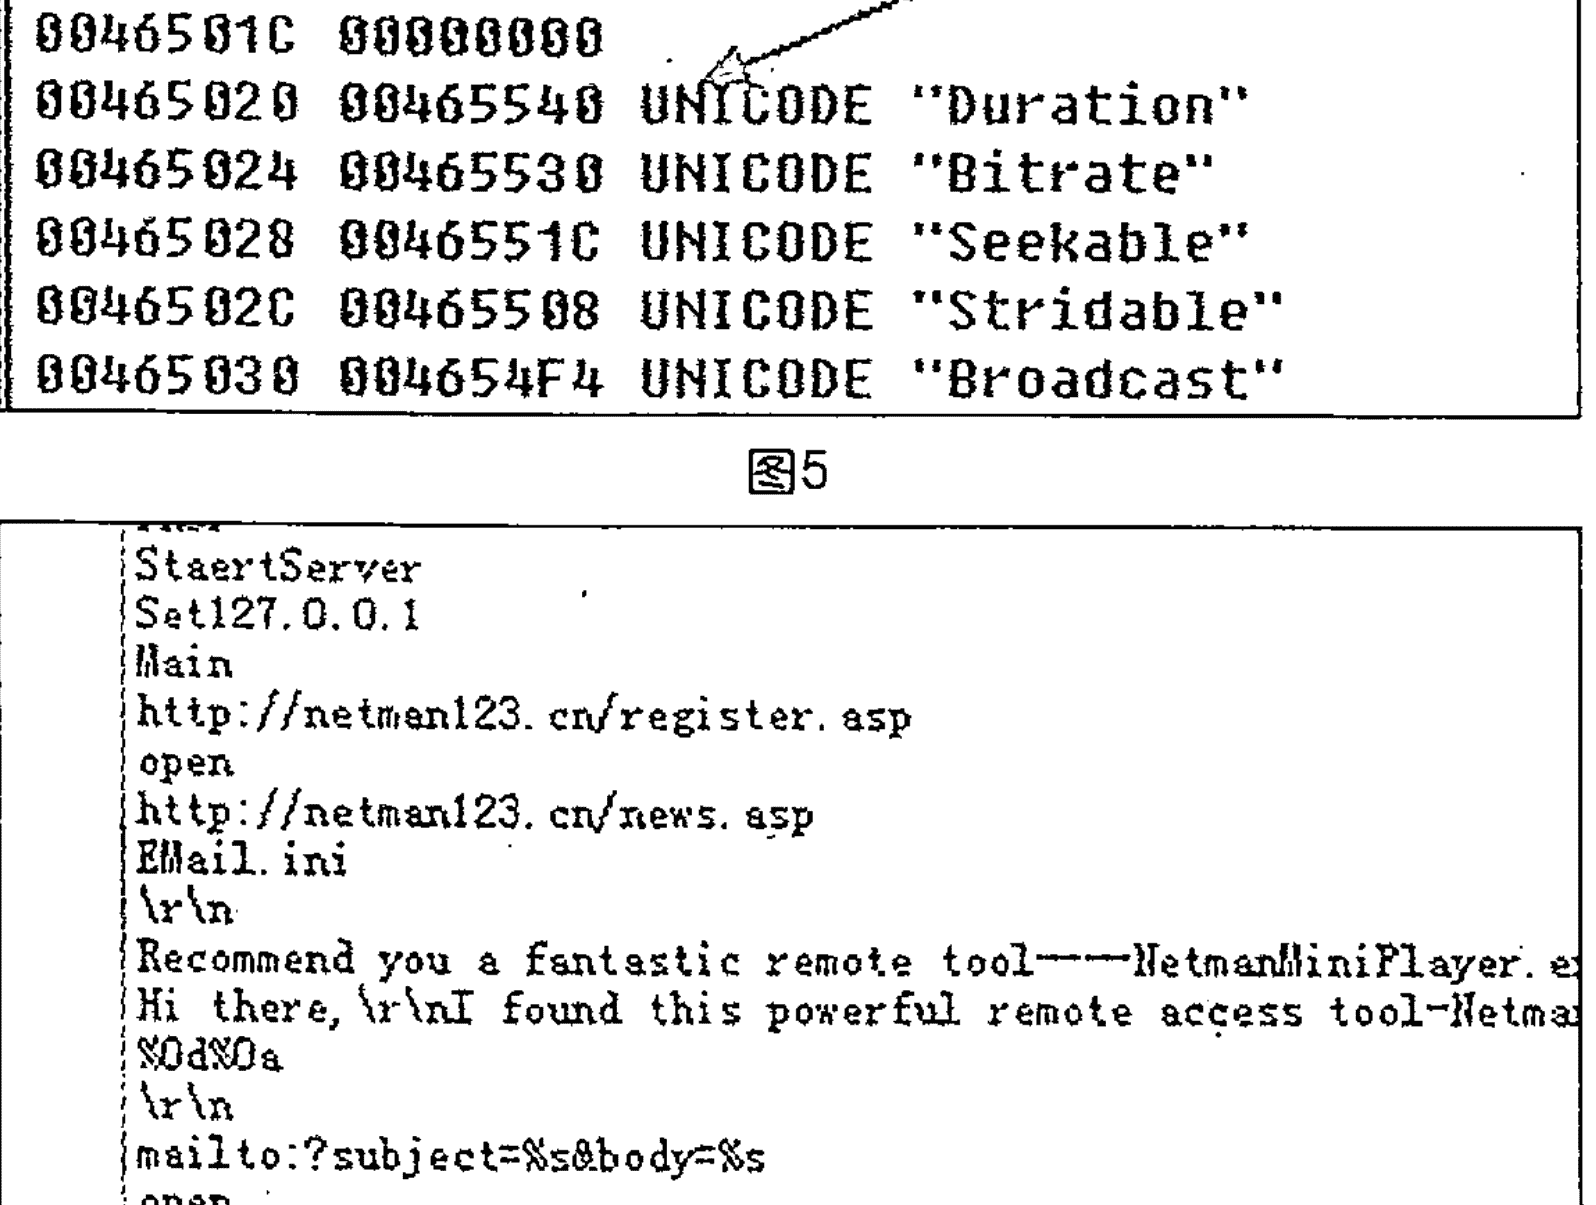 0046501C 00000000
00465020 00465540 UNICODE "Duration"
00465024 00465530 UNICODE "Bitrate"
00465028 0046551C UNICODE "Seekable"
0046502C 00465508 UNICODE "Stridable"
00465030 004654F4 UNICODE "Broadcast"
图5
StaertServer
Set127.0.0.1
Main
http://netman123.cn/register.asp
open
http://netman123.cn/news.asp
EMail.ini
\r\n
Recommend you a fantastic remote tool——NetmanMiniPlayer.e
Hi there,\r\nI found this powerful remote access tool-Netma
%0d%0a
\r\n
mailto:?subject=%s&body=%s
open